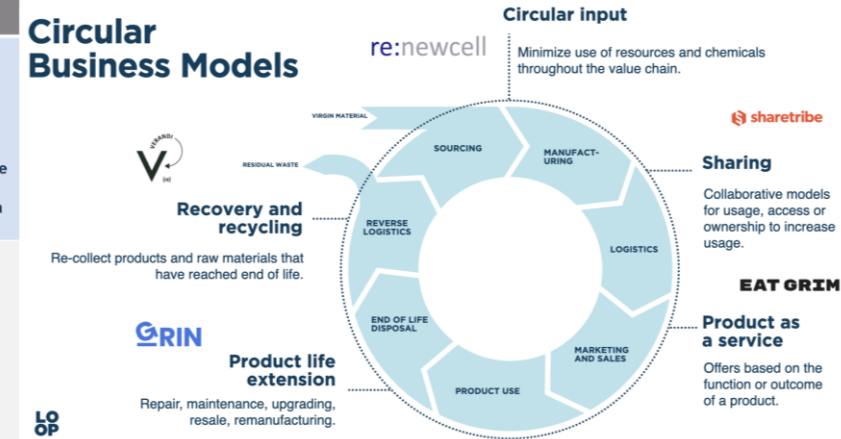 Circular
Business Models
re:newcell
Circular input
Minimize use of resources and chemicals
throughout the value chain.
VIRGIN MATERIAL
RESIDUAL WASTE
SOURCING
MANUFACT-
URING
LOGISTICS
MARKETING
AND SALES
PRODUCT USE
END OF LIFE
DISPOSAL
REVERSE
LOGISTICS
sharetribe
Sharing
Collaborative models
for usage, access or
ownership to increase
usage.
EAT GRIM
Product as
a service
Offers based on the
function or outcome
of a product.
VERANDI
V
Recovery and
recycling
Re-collect products and raw materials that
have reached end of life.
GRIN
Product life
extension
Repair, maintenance, upgrading,
resale, remanufacturing.
LO
OP